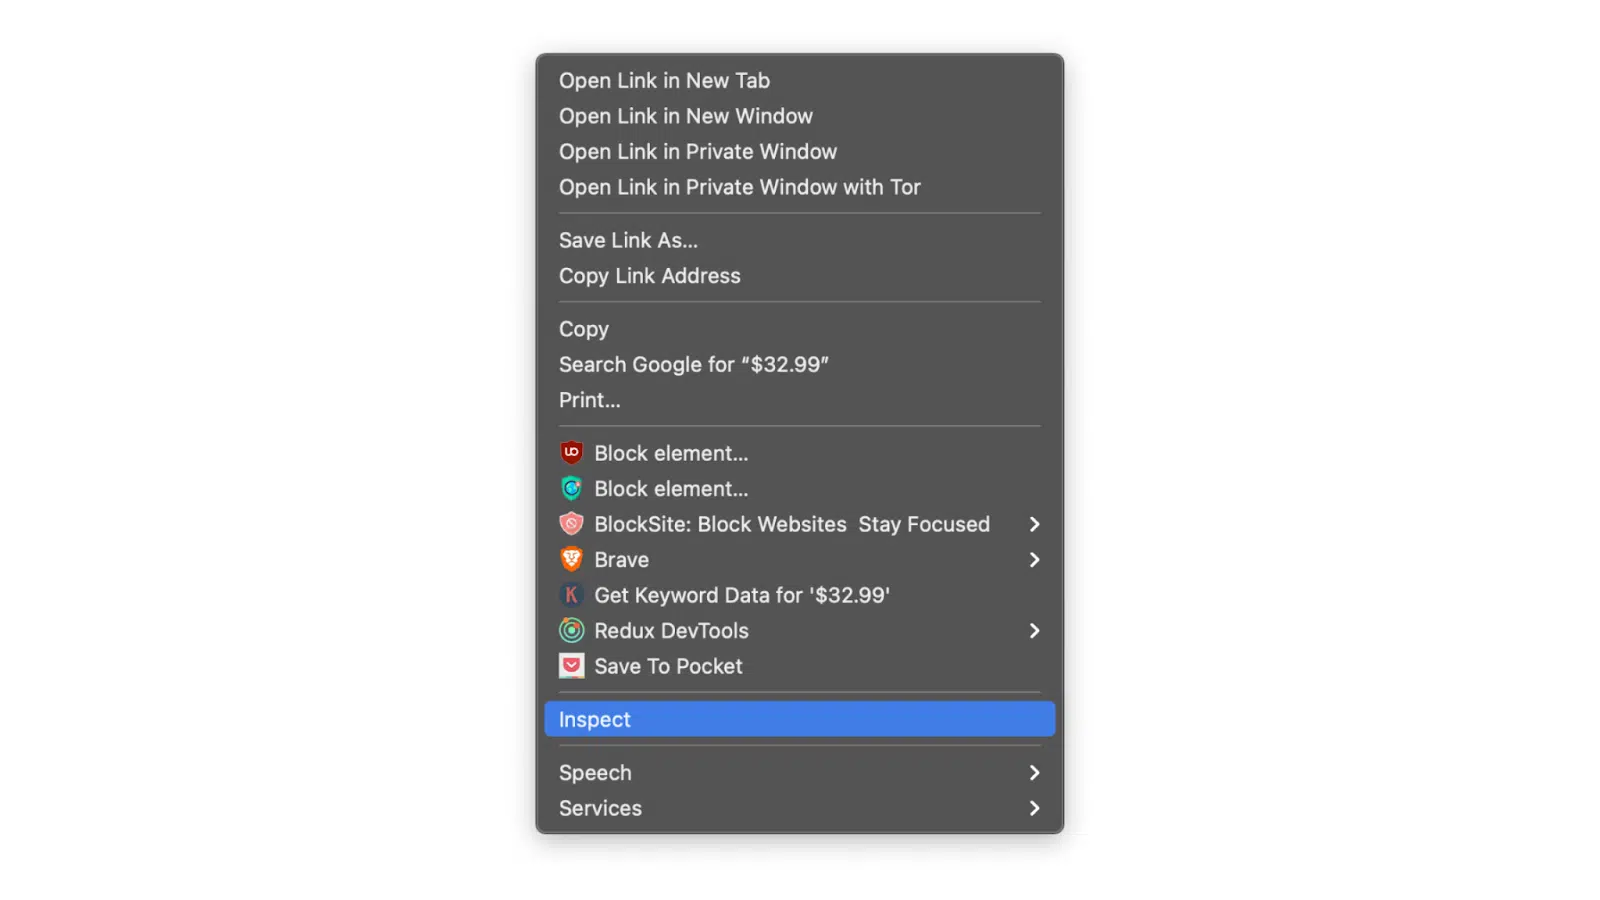 Open Link in New Tab
Open Link in New Window
Open Link in Private Window
Open Link in Private Window with Tor
Save Link As...
Copy Link Address
Copy
Search Google for “$32.99”
Print...
UO Block element...
Block element...
BlockSite: Block Websites  Stay Focused
Brave
K Get Keyword Data for '$32.99'
Redux DevTools
Save To Pocket
Inspect
Speech
Services